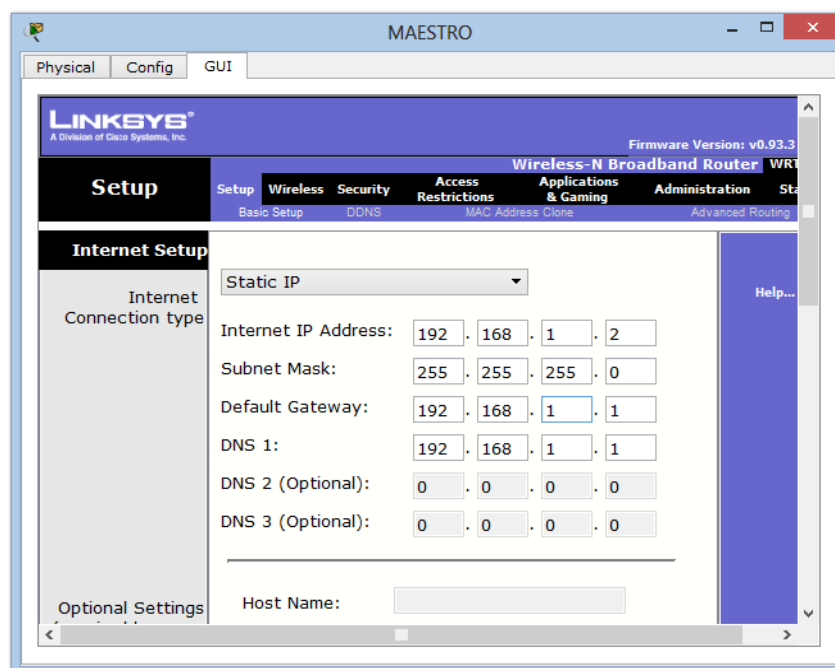 MAESTRO
Physical Config GUI
LINKSYS®
A Division of Cisco Systems, Inc.
Firmware Version: v0.93.3
Wireless-N Broadband Router WRT
Setup
Setup Wireless Security Access Restrictions Applications & Gaming Administration Sta
Basic Setup DDNS MAC Address Clone Advanced Routing
Internet Setup
Internet Connection type
Static IP
Help...
Internet IP Address: 192 . 168 . 1 . 2
Subnet Mask: 255 . 255 . 255 . 0
Default Gateway: 192 . 168 . 1 . 1
DNS 1: 192 . 168 . 1 . 1
DNS 2 (Optional): 0 . 0 . 0 . 0
DNS 3 (Optional): 0 . 0 . 0 . 0
Optional Settings
Host Name: